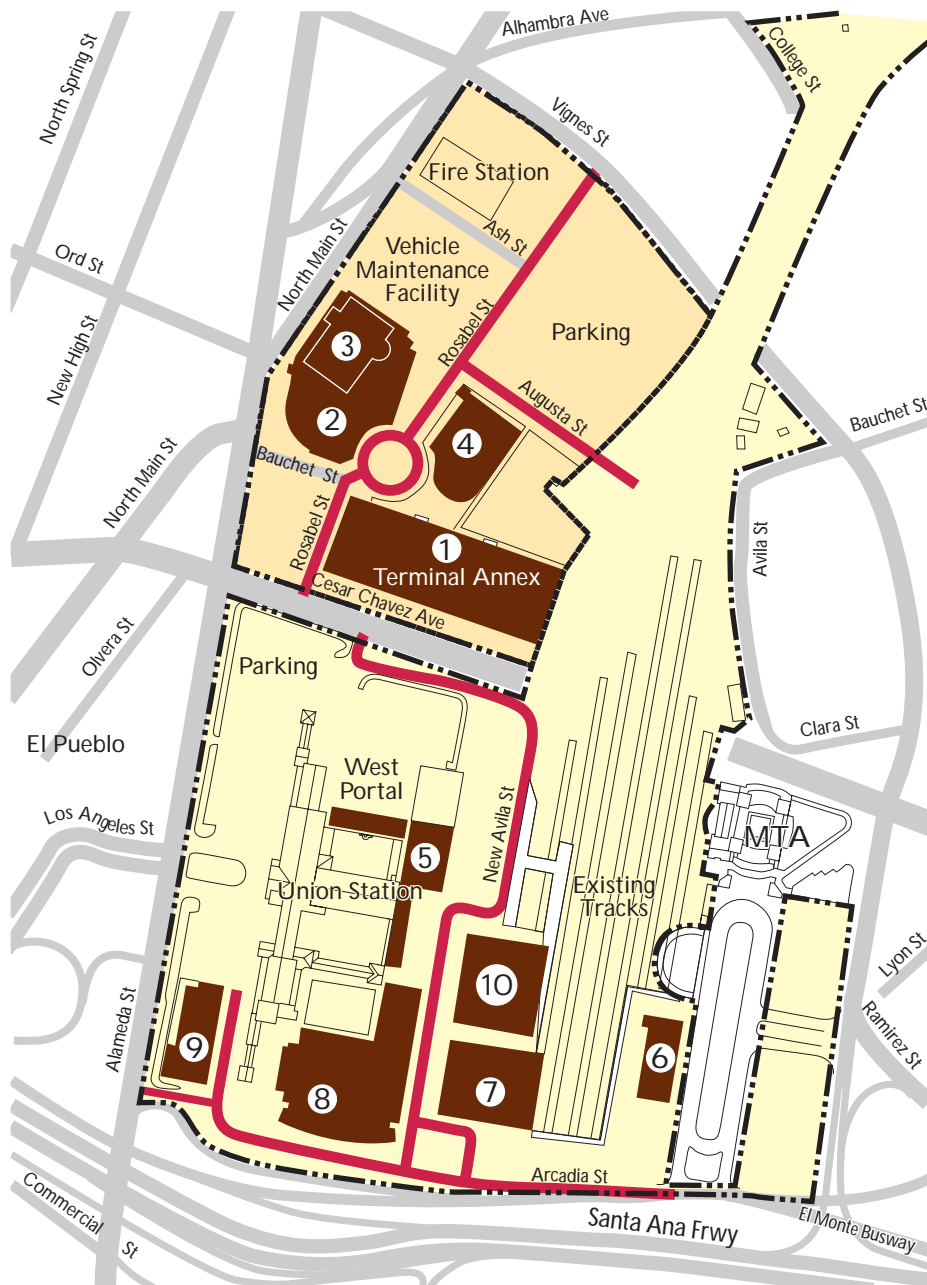 Alhambra Ave
North Spring St
College St
Vignes St
Fire Station
Ash St
Ord St
North Main St
Vehicle
Maintenance
Facility
Rosabel St
Parking
New High St
3
2
Augusta St
4
Bauchet St
North Main St
Bauchet St
Rosabel St
Avila St
1
Terminal Annex
Cesar Chavez Ave
Olvera St
Parking
Clara St
El Pueblo
West
Portal
New Avila St
Los Angeles St
MTA
5
Union Station
Existing
Tracks
Lyon St
10
Alameda St
Ramirez St
9
6
8
7
Arcadia St
Commercial St
Santa Ana Frwy
El Monte Busway